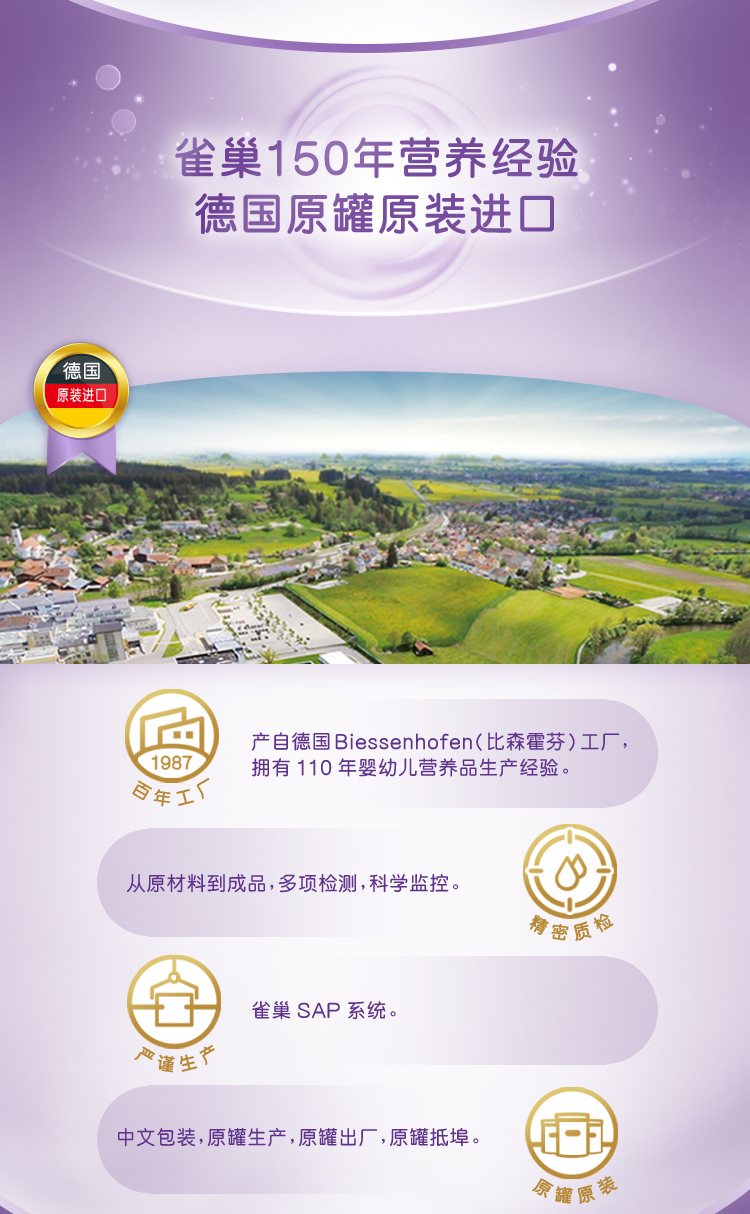 雀巢150年营养经验
德国原罐原装进口
德国
原装进口
1987
百年工厂
产自德国Biessenhofen(比森霍芬)工厂,
拥有110年婴幼儿营养品生产经验。
从原材料到成品,多项检测,科学监控。
精密质检
严谨生产
雀巢 SAP 系统。
中文包装,原罐生产,原罐出厂,原罐抵埠。
原罐原装